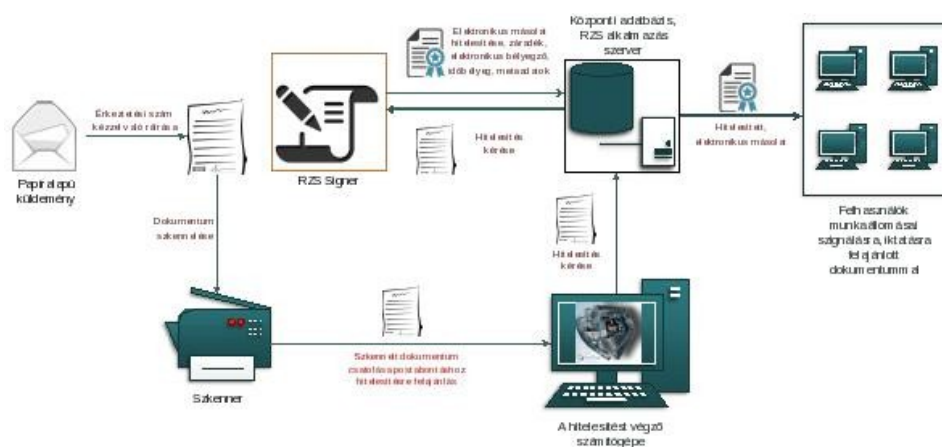 Papíralapú
küldemény
Érkeztetési szám
kézzel való ráírása
Dokumentum
szkennelése
Szkenner
Szkennelt dokumentum
csatolása postabontáshoz
hitelesítésre felajánlás
A hitelesítést végző
számítógépe
Hitelesítés
kérése
Központi adatbázis,
RZS alkalmazás
szerver
Hitelesítés
kérése
RZS Signer
Elektronikus másolat
hitelesítése, záradék,
elektronikus bélyegző,
időbélyeg, metaadatok
Hitelesített,
elektronikus másolat
Felhasználók
munkaállomásai
szignálásra, iktatásra
felajánlott
dokumentummal